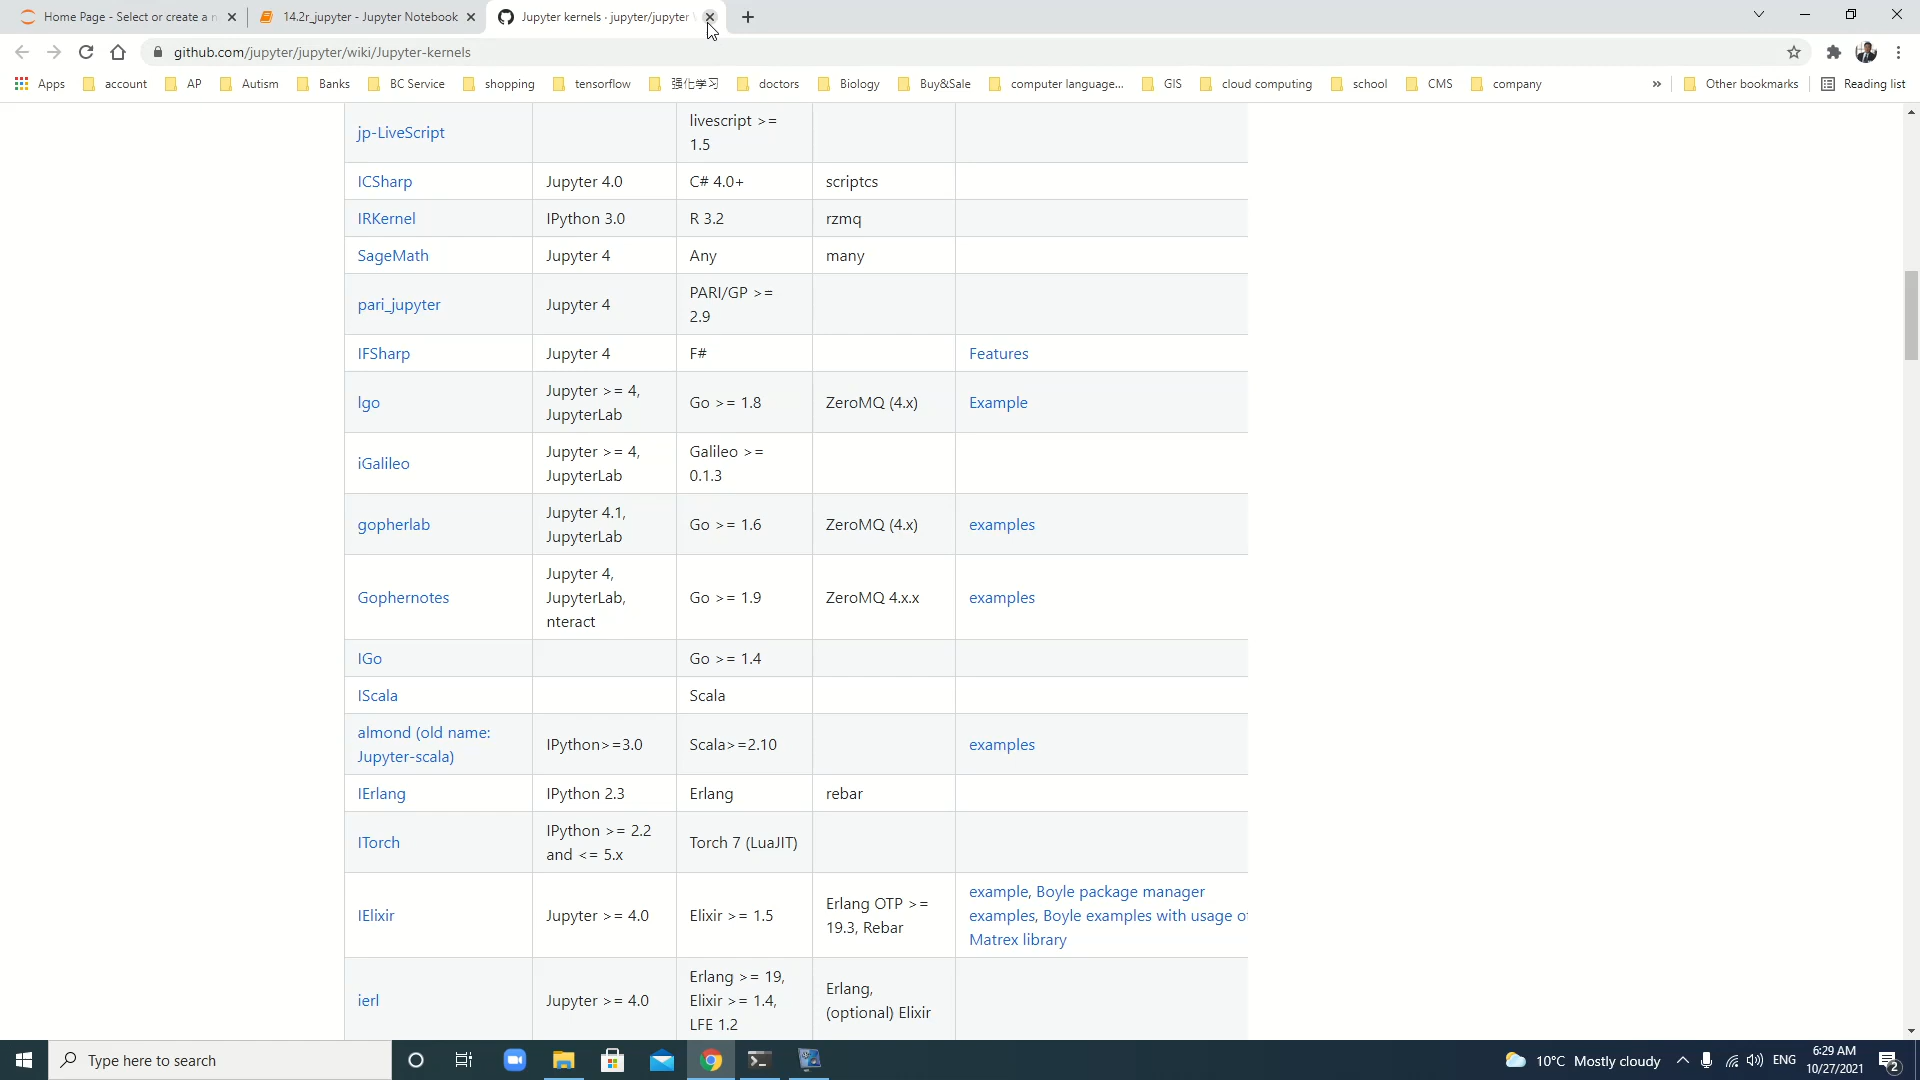 Home Page - Select or create a n
14.2r_jupyter - Jupyter Notebook
Jupyter kernels · jupyter/jupyter
github.com/jupyter/jupyter/wiki/Jupyter-kernels
Apps account AP Autism Banks BC Service shopping tensorflow 强化学习 doctors Biology Buy&Sale computer language... GIS cloud computing school CMS company » Other bookmarks Reading list
jp-LiveScript
livescript >=
1.5
ICSharp Jupyter 4.0 C# 4.0+ scriptcs
IRKernel IPython 3.0 R 3.2 rzmq
SageMath Jupyter 4 Any many
pari_jupyter Jupyter 4
PARI/GP >=
2.9
IFSharp Jupyter 4 F# Features
lgo
Jupyter >= 4,
JupyterLab
Go >= 1.8 ZeroMQ (4.x) Example
iGalileo
Jupyter >= 4,
JupyterLab
Galileo >=
0.1.3
gopherlab
Jupyter 4.1,
JupyterLab
Go >= 1.6 ZeroMQ (4.x) examples
Gophernotes
Jupyter 4,
JupyterLab,
nteract
Go >= 1.9 ZeroMQ 4.x.x examples
IGo Go >= 1.4
IScala Scala
almond (old name:
Jupyter-scala)
IPython>=3.0 Scala>=2.10 examples
IErlang IPython 2.3 Erlang rebar
ITorch
IPython >= 2.2
and <= 5.x
Torch 7 (LuaJIT)
IElixir Jupyter >= 4.0 Elixir >= 1.5
Erlang OTP >=
19.3, Rebar
example, Boyle package manager
examples, Boyle examples with usage of
Matrex library
ierl Jupyter >= 4.0
Erlang >= 19,
Elixir >= 1.4,
LFE 1.2
Erlang,
(optional) Elixir
Type here to search
10°C Mostly cloudy
ENG
6:29 AM
10/27/2021
2